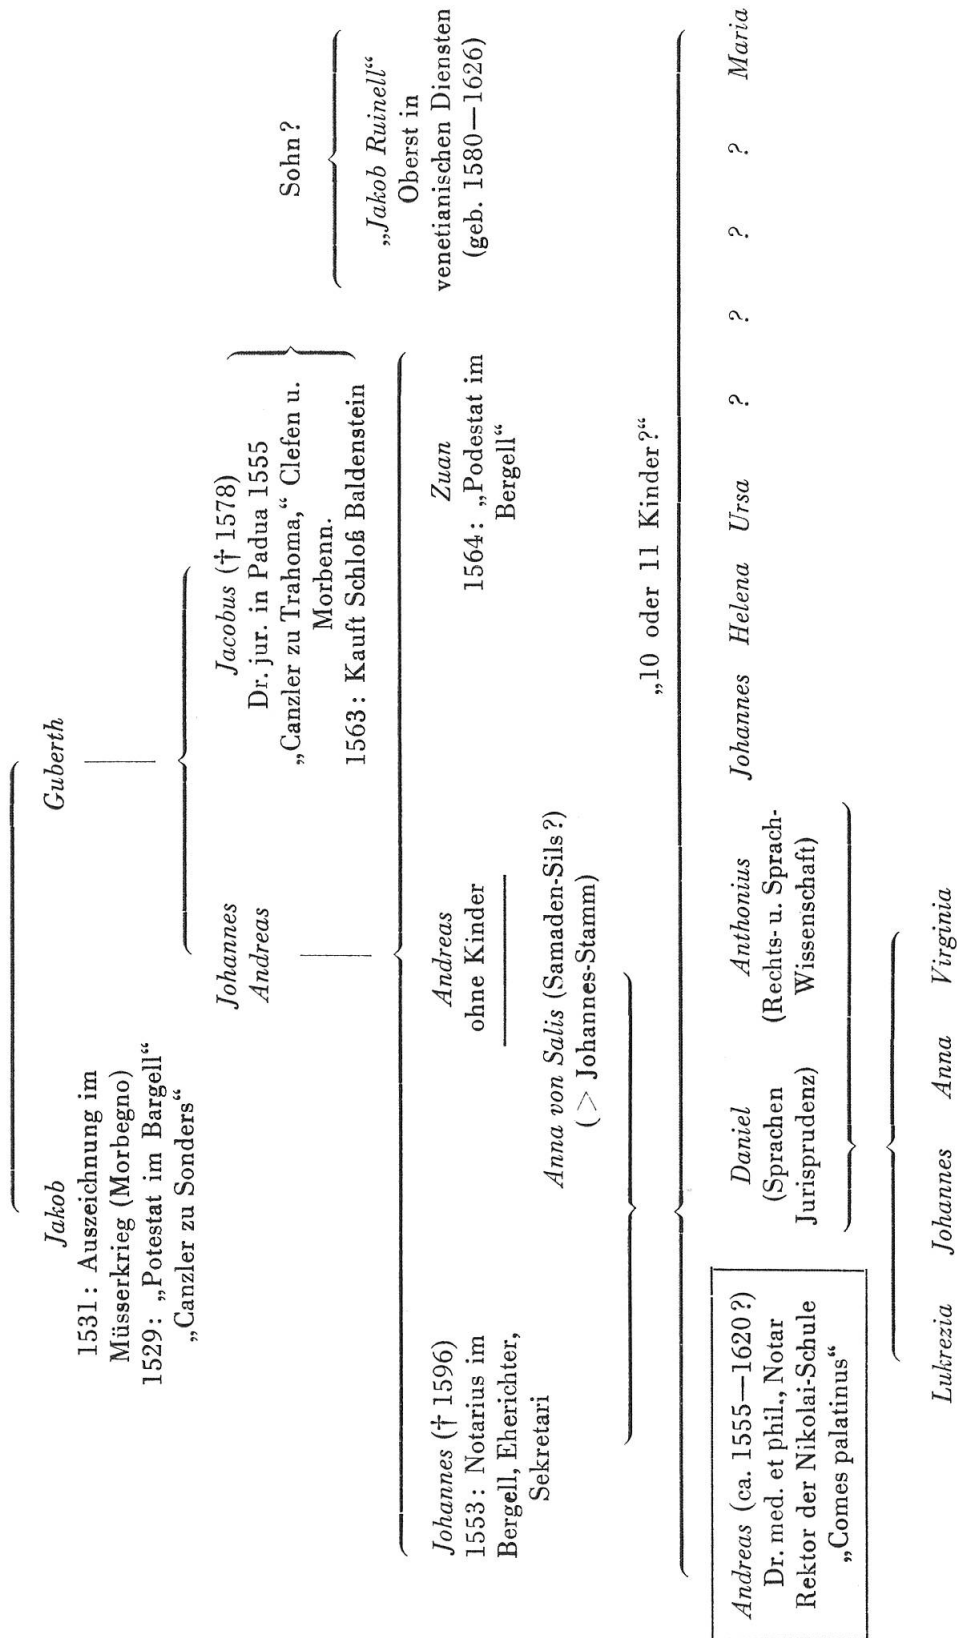 Jakob
1531: Auszeichnung im
Müsserkrieg (Morbegno)
1529: „Potestat im Bargell“
„Canzler zu Sonders“
Guberth
Johannes
Andreas
Jacobus († 1578)
Dr. jur. in Padua 1555
„Canzler zu Trahoma,“ Clefen u.
Morbenn.
1563: Kauft Schloß Baldenstein
Sohn?
„Jakob Ruinell“
Oberst in
venetianischen Diensten
(geb. 1580—1626)
Johannes († 1596)
1553: Notarius im
Bergell, Eherichter,
Sekretari
Andreas
ohne Kinder
Zuan
1564: „Podestat im
Bergell“
Anna von Salis (Samaden-Sils?)
(> Johannes-Stamm)
„10 oder 11 Kinder?“
Andreas (ca. 1555—1620?)
Dr. med. et phil., Notar
Rektor der Nikolai-Schule
„Comes palatinus“
Daniel
(Sprachen
Jurisprudenz)
Anthonius
(Rechts- u. Sprach-
Wissenschaft)
Johannes Helena Ursa ? ? ? ? Maria
Lukrezia Johannes Anna Virginia